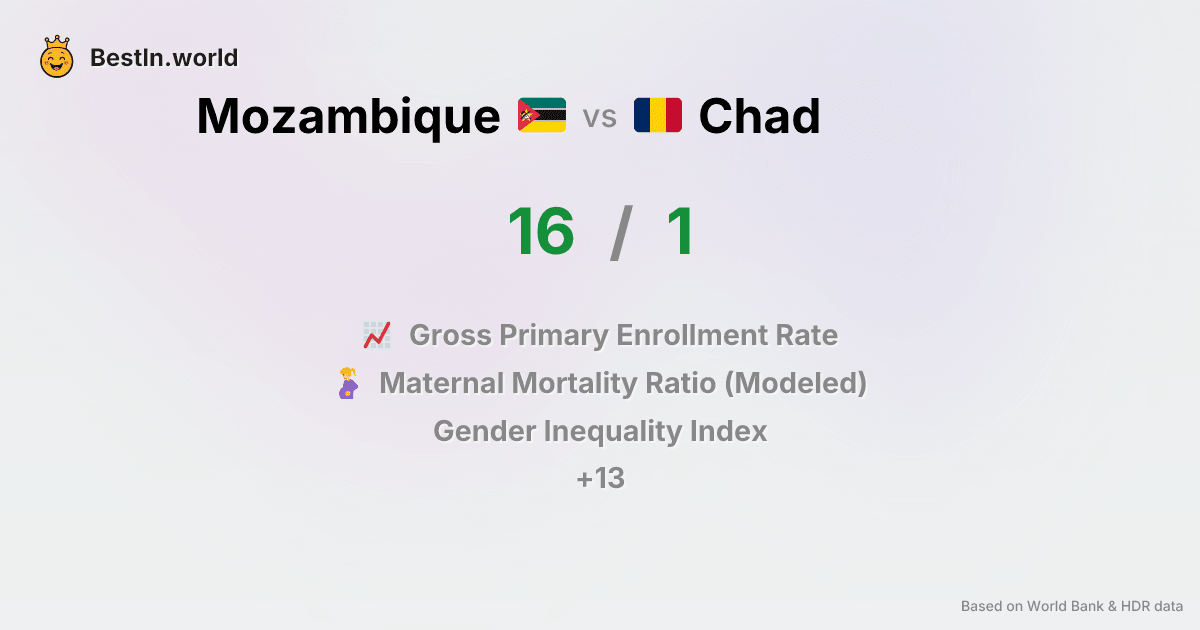 BestIn.world
Mozambique vs Chad
16 / 1
Gross Primary Enrollment Rate
Maternal Mortality Ratio (Modeled)
Gender Inequality Index
+13
Based on World Bank & HDR data